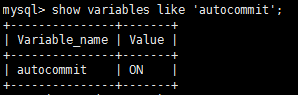 mysql> show variables like 'autocommit';
+---------------+-------+
| Variable_name | Value |
+---------------+-------+
| autocommit    | ON    |
+---------------+-------+